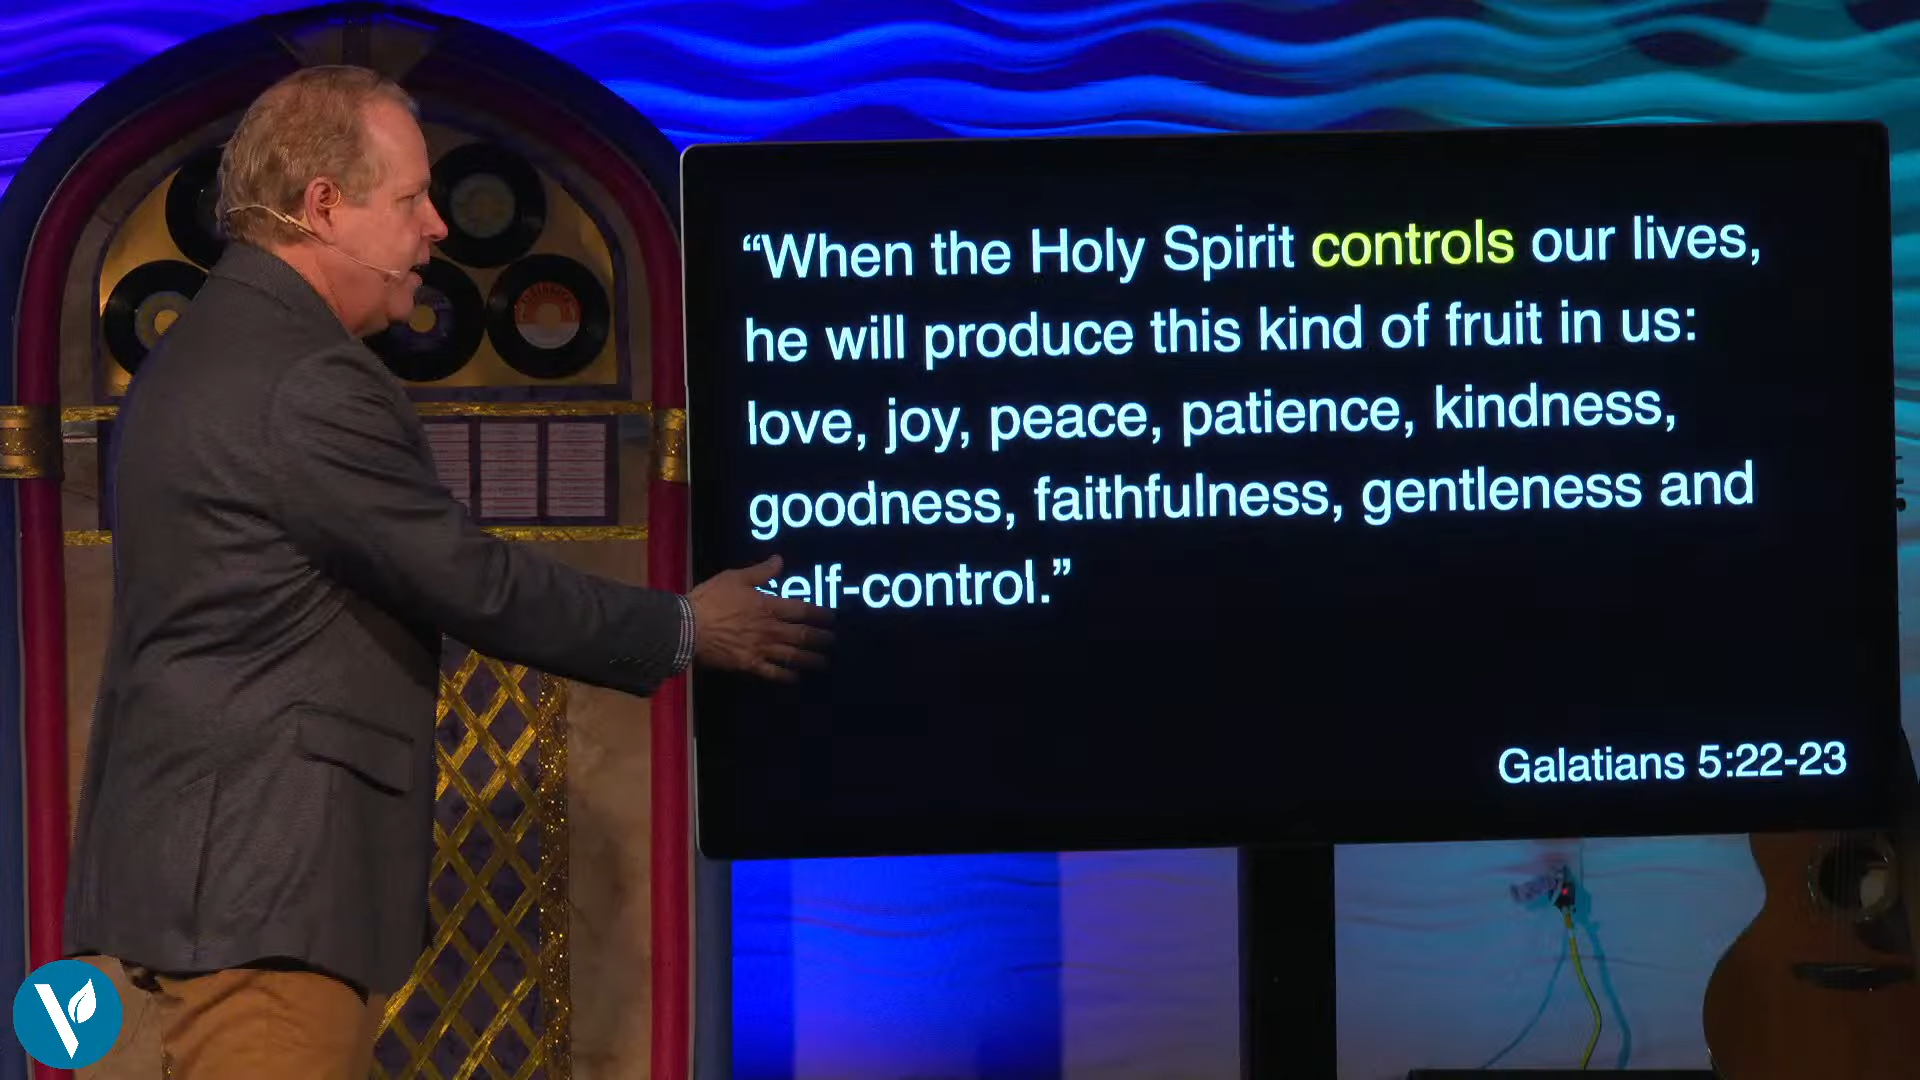 “When the Holy Spirit controls our lives,
he will produce this kind of fruit in us:
love, joy, peace, patience, kindness,
goodness, faithfulness, gentleness and
self-control.”
Galatians 5:22-23